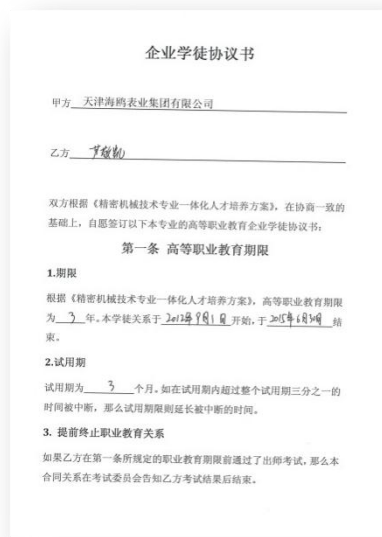 企业学徒协议书
甲方 天津海鸥表业集团有限公司
乙方
双方根据《精密机械技术专业一体化人才培养方案》，在协商一致的
基础上，自愿签订以下本专业的高等职业教育企业学徒协议书：
第一条 高等职业教育期限
1.期限
根据《精密机械技术专业一体化人才培养方案》，高等职业教育期限
为 3 年。本学徒关系于 2012年9月1日 开始，于 2015年6月30日 结
束。
2.试用期
试用期为 3 个月。如在试用期内超过整个试用期三分之一的
时间被中断，那么试用期限则延长被中断的时间。
3. 提前终止职业教育关系
如果乙方在第一条所规定的职业教育期限前通过了出师考试，那么本
合同关系在考试委员会告知乙方考试结果后结束。